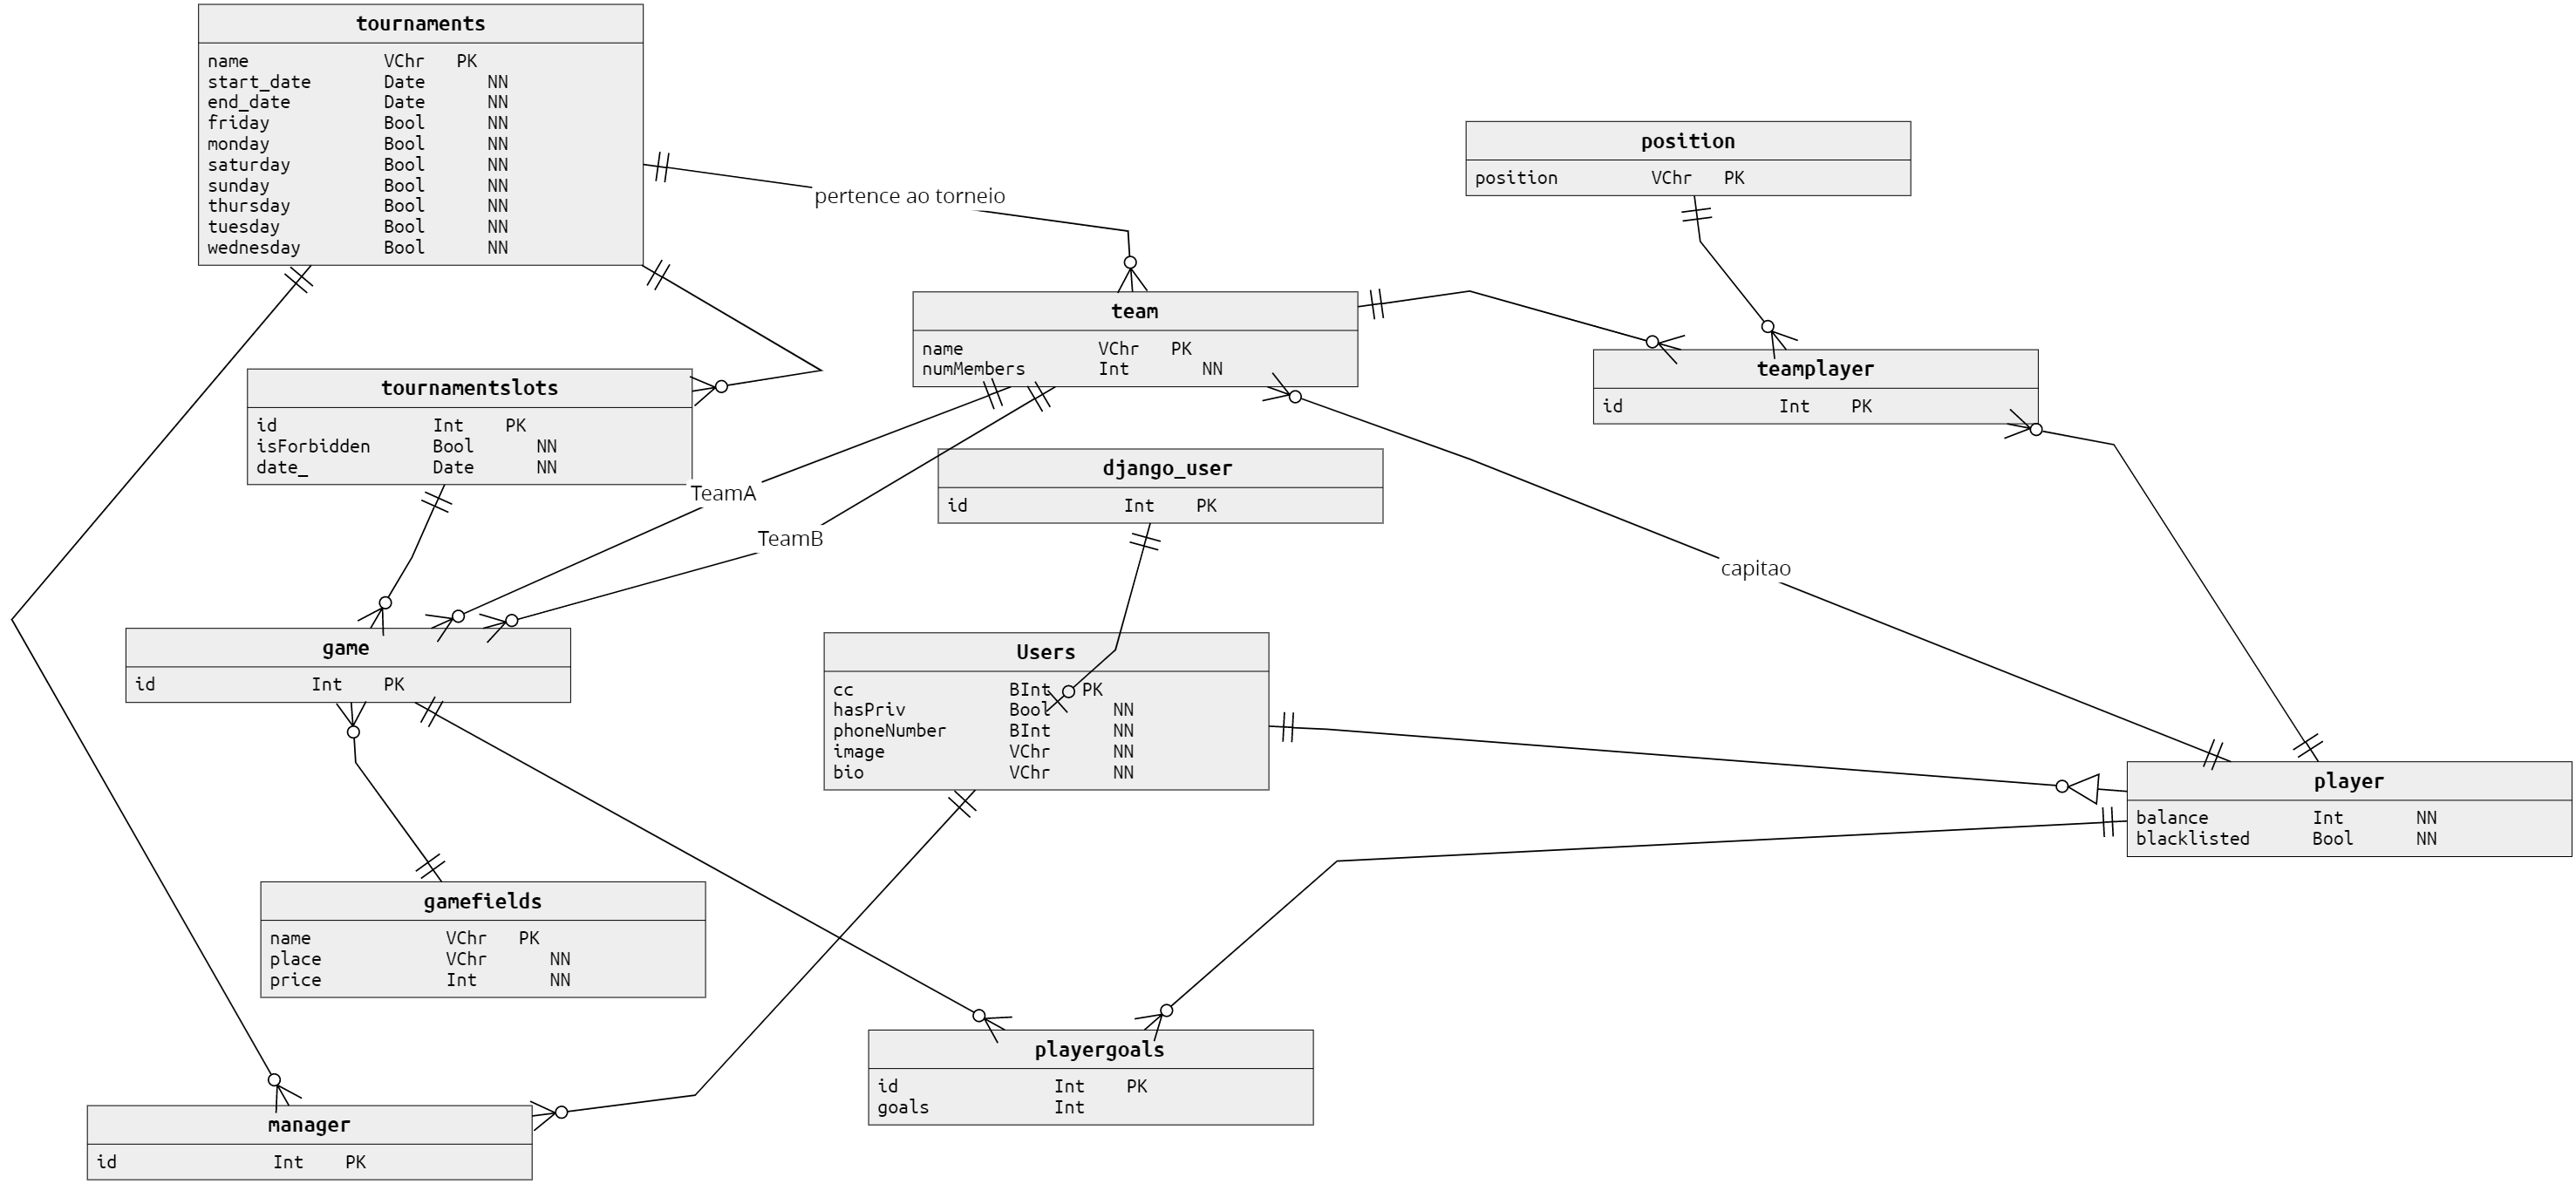 tournaments
name VChr PK
start_date Date NN
end_date Date NN
friday Bool NN
monday Bool NN
saturday Bool NN
sunday Bool NN
thursday Bool NN
tuesday Bool NN
wednesday Bool NN
pertence ao torneio
position
position VChr PK
team
name VChr PK
numMembers Int NN
teamplayer
id Int PK
tournamentslots
id Int PK
isForbidden Bool NN
date_ Date NN
TeamA
TeamB
django_user
id Int PK
capitao
game
id Int PK
Users
cc BInt PK
hasPriv Bool NN
phoneNumber BInt NN
image VChr NN
bio VChr NN
player
balance Int NN
blacklisted Bool NN
gamefields
name VChr PK
place VChr NN
price Int NN
playergoals
id Int PK
goals Int
manager
id Int PK